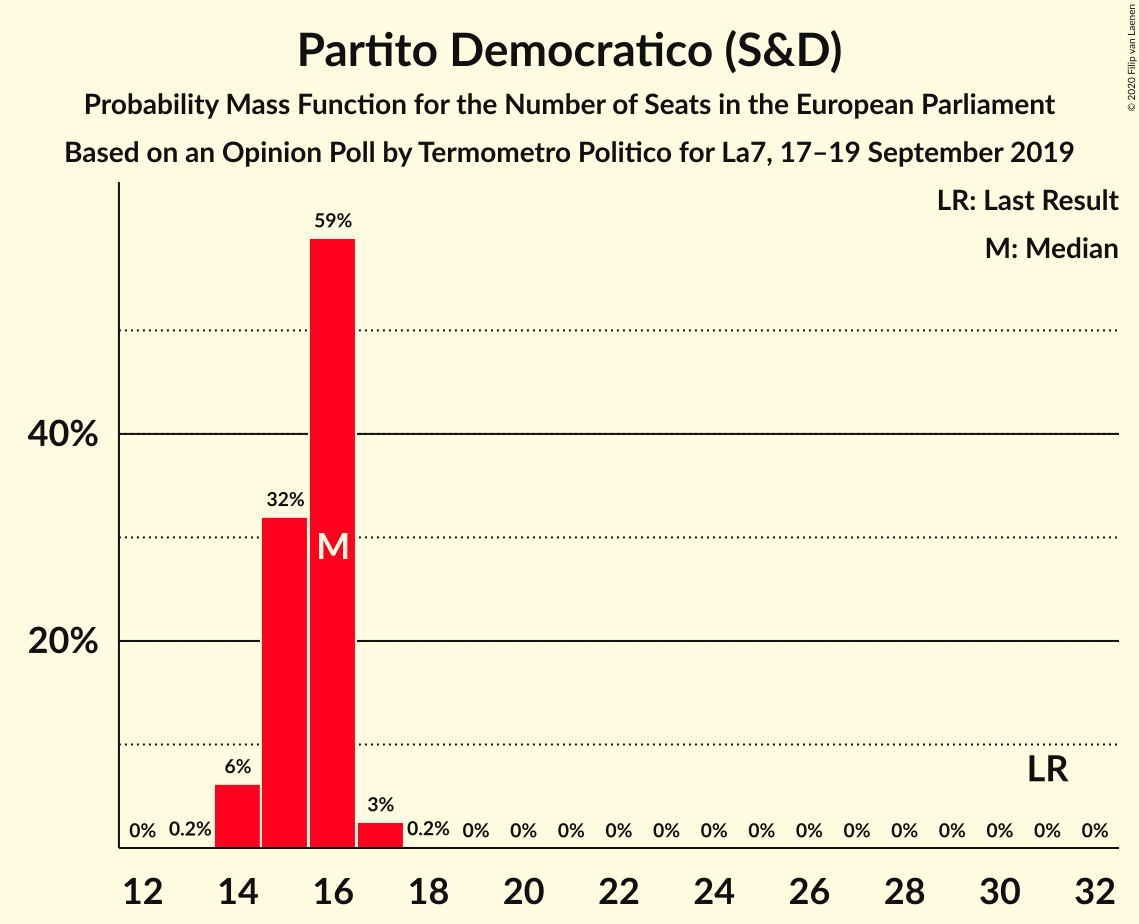 Partito Democratico (S&D)
Probability Mass Function for the Number of Seats in the European Parliament
Based on an Opinion Poll by Termometro Politico for La7, 17–19 September 2019
© 2020 Filip van Laenen
LR: Last Result
M: Median
59%
40%
32%
M
20%
6%
LR
3%
0% 0.2% 0.2% 0% 0% 0% 0% 0% 0% 0% 0% 0% 0% 0% 0% 0% 0%
12 14 16 18 20 22 24 26 28 30 32